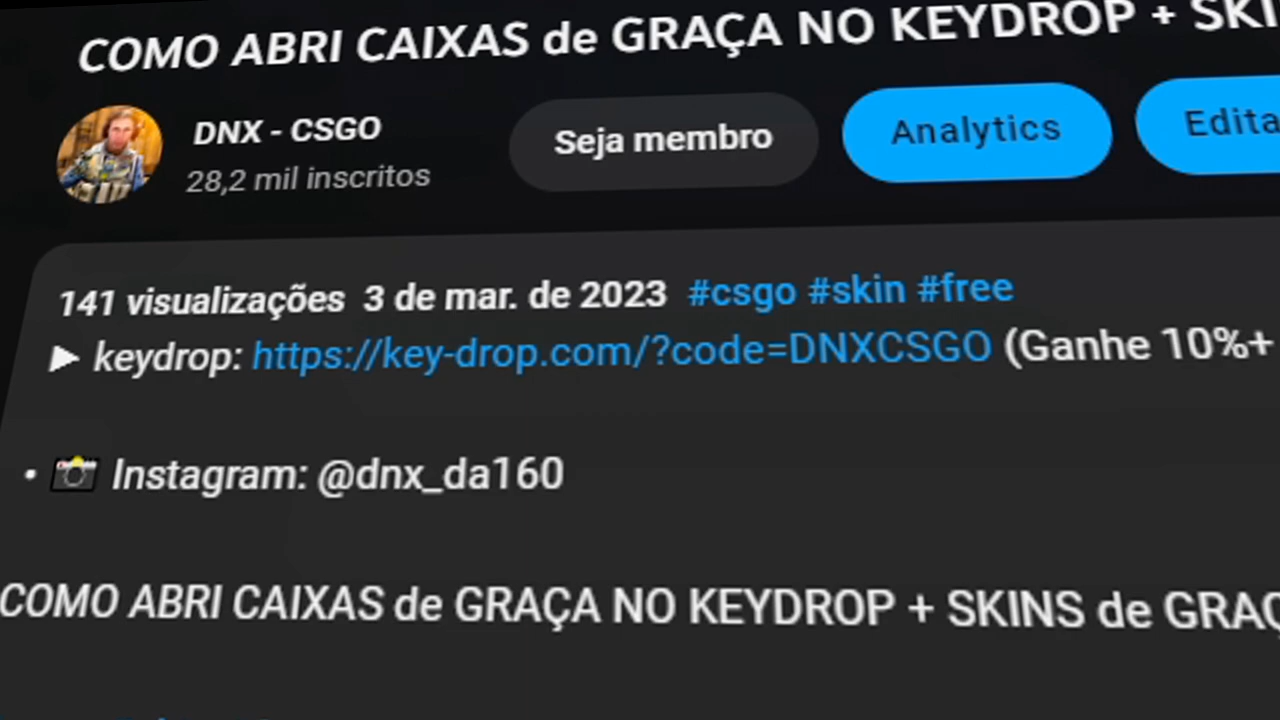 COMO ABRI CAIXAS de GRAÇA NO KEYDROP + SKI
DNX - CSGO
28,2 mil inscritos
Seja membro
Analytics
Edita
141 visualizações 3 de mar. de 2023 #csgo #skin #free
▶ keydrop: https://key-drop.com/?code=DNXCSGO (Ganhe 10%+
• 📸 Instagram: @dnx_da160
COMO ABRI CAIXAS de GRAÇA NO KEYDROP + SKINS de GRAÇ